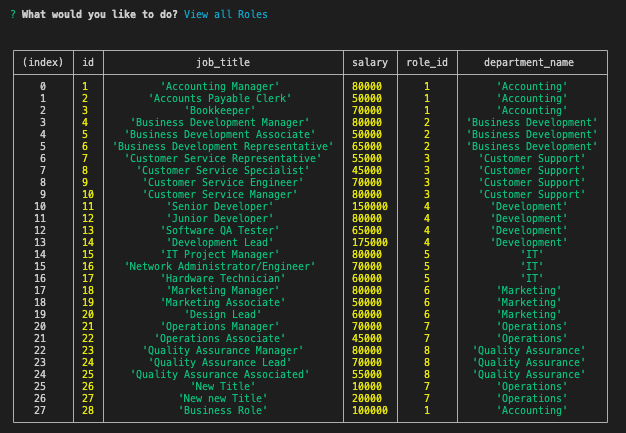 ? What would you like to do? View all Roles
(index) id job_title salary role_id department_name
0 1 'Accounting Manager' 80000 1 'Accounting'
1 2 'Accounts Payable Clerk' 50000 1 'Accounting'
2 3 'Bookkeeper' 70000 1 'Accounting'
3 4 'Business Development Manager' 80000 2 'Business Development'
4 5 'Business Development Associate' 50000 2 'Business Development'
5 6 'Business Development Representative' 65000 2 'Business Development'
6 7 'Customer Service Representative' 55000 3 'Customer Support'
7 8 'Customer Service Specialist' 45000 3 'Customer Support'
8 9 'Customer Service Engineer' 70000 3 'Customer Support'
9 10 'Customer Service Manager' 80000 3 'Customer Support'
10 11 'Senior Developer' 150000 4 'Development'
11 12 'Junior Developer' 80000 4 'Development'
12 13 'Software QA Tester' 65000 4 'Development'
13 14 'Development Lead' 175000 4 'Development'
14 15 'IT Project Manager' 80000 5 'IT'
15 16 'Network Administrator/Engineer' 70000 5 'IT'
16 17 'Hardware Technician' 60000 5 'IT'
17 18 'Marketing Manager' 80000 6 'Marketing'
18 19 'Marketing Associate' 50000 6 'Marketing'
19 20 'Design Lead' 60000 6 'Marketing'
20 21 'Operations Manager' 70000 7 'Operations'
21 22 'Operations Associate' 45000 7 'Operations'
22 23 'Quality Assurance Manager' 80000 8 'Quality Assurance'
23 24 'Quality Assurance Lead' 70000 8 'Quality Assurance'
24 25 'Quality Assurance Associated' 55000 8 'Quality Assurance'
25 26 'New Title' 10000 7 'Operations'
26 27 'New new Title' 20000 7 'Operations'
27 28 'Business Role' 100000 1 'Accounting'